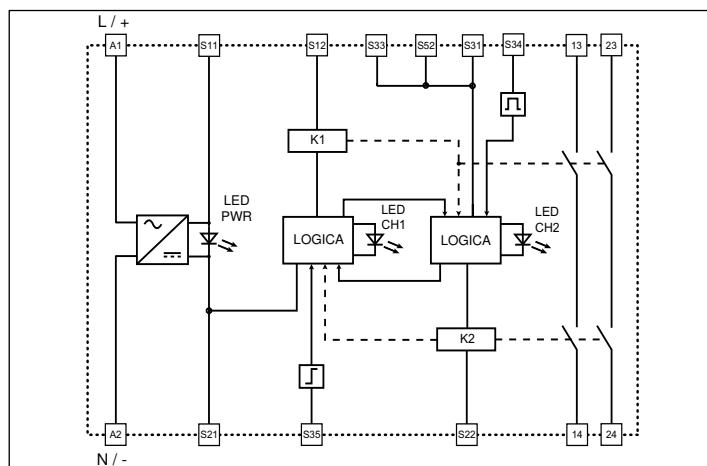 L / +
A1
S11
S12
S33
S52
S31
S34
13
23
K1
LED
PWR
LOGICA
LED
CH1
LOGICA
LED
CH2
K2
A2
S21
S35
S22
14
24
N / -